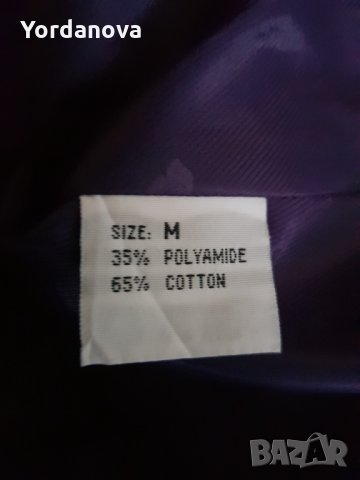 Yordanova
SIZE: M
35% POLYAMIDE
65% COTTON
BAZAR